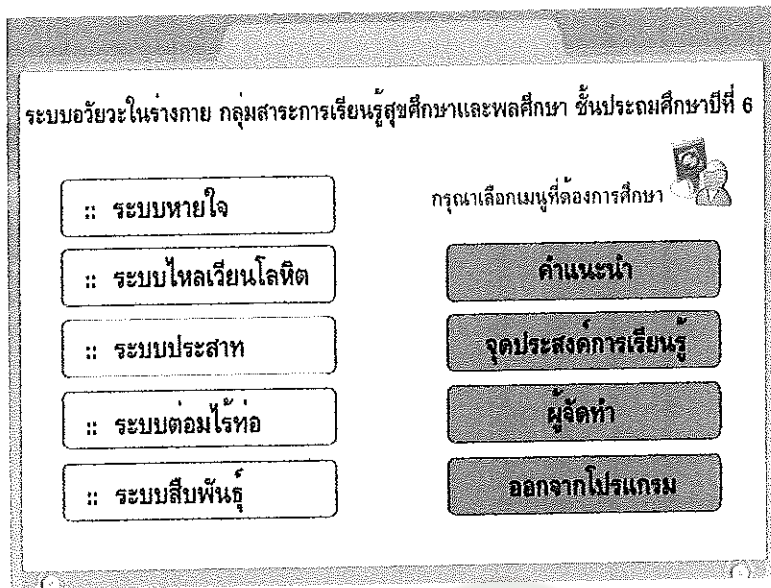 ระบบอวัยวะในร่างกาย กลุ่มสาระการเรียนรู้สุขศึกษาและพลศึกษา ชั้นประถมศึกษาปีที่ 6
กรุณาเลือกเมนูที่ต้องการศึกษา
:: ระบบหายใจ
:: ระบบไหลเวียนโลหิต
:: ระบบประสาท
:: ระบบต่อมไร้ท่อ
:: ระบบสืบพันธุ์
คำแนะนำ
จุดประสงค์การเรียนรู้
ผู้จัดทำ
ออกจากโปรแกรม